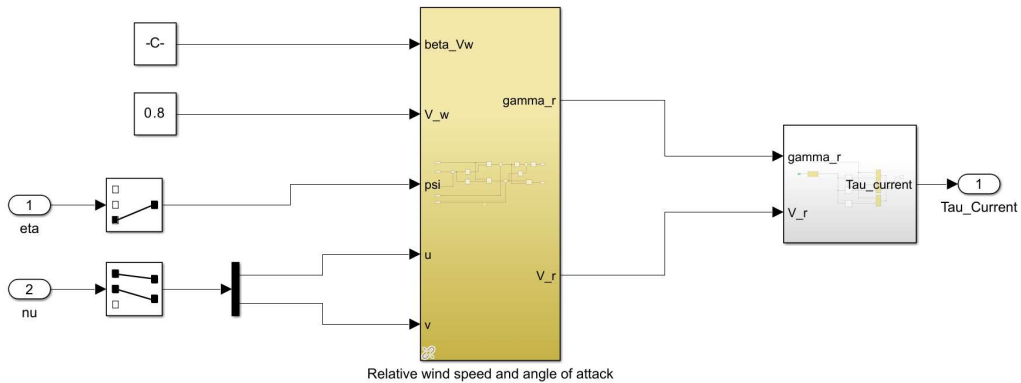 -C-
beta_Vw
gamma_r
0.8
V_w
gamma_r
psi
Tau_current
1
eta
1
Tau_Current
V_r
u
V_r
2
nu
v
Relative wind speed and angle of attack